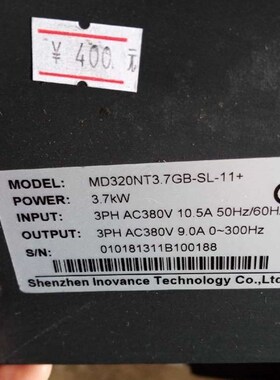 ¥ 400. 元
MODEL: MD320NT3.7GB-SL-11+
POWER: 3.7kW
INPUT: 3PH AC380V 10.5A 50Hz/60H
OUTPUT: 3PH AC380V 9.0A 0~300Hz
S/N: 010181311B100188
Shenzhen Inovance Technology Co.,Ltd